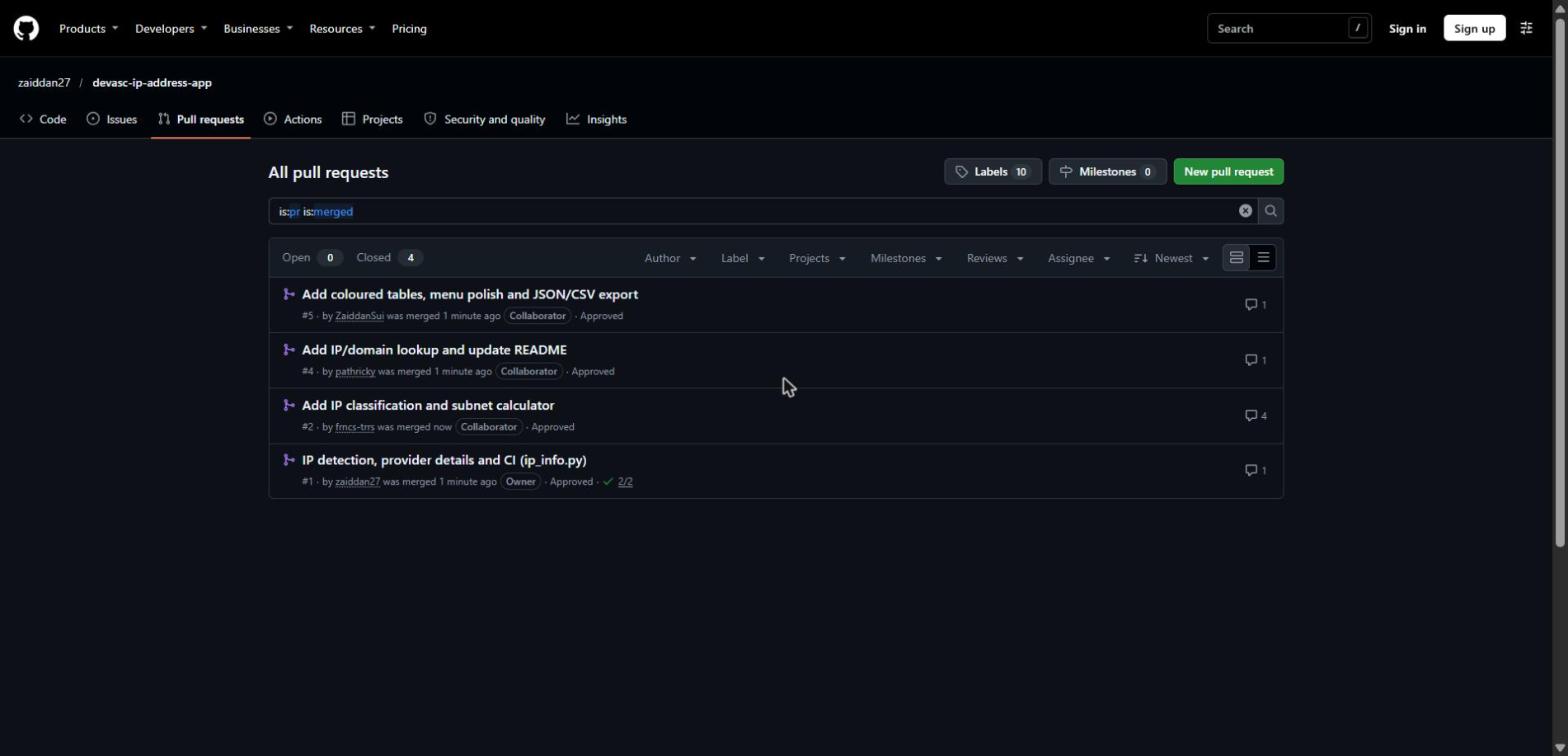 Products Developers Businesses Resources Pricing Search / Sign in Sign up
zaiddan27 / devasc-ip-address-app
Code Issues Pull requests Actions Projects Security and quality Insights
All pull requests Labels 10 Milestones 0 New pull request
is:pr is:merged
Open 0 Closed 4 Author Label Projects Milestones Reviews Assignee Newest
Add coloured tables, menu polish and JSON/CSV export
#5 · by ZaiddanSui was merged 1 minute ago Collaborator · Approved 1
Add IP/domain lookup and update README
#4 · by pathricky was merged 1 minute ago Collaborator · Approved 1
Add IP classification and subnet calculator
#2 · by frncs-trrs was merged now Collaborator · Approved 4
IP detection, provider details and CI (ip_info.py)
#1 · by zaiddan27 was merged 1 minute ago Owner · Approved · 2/2 1